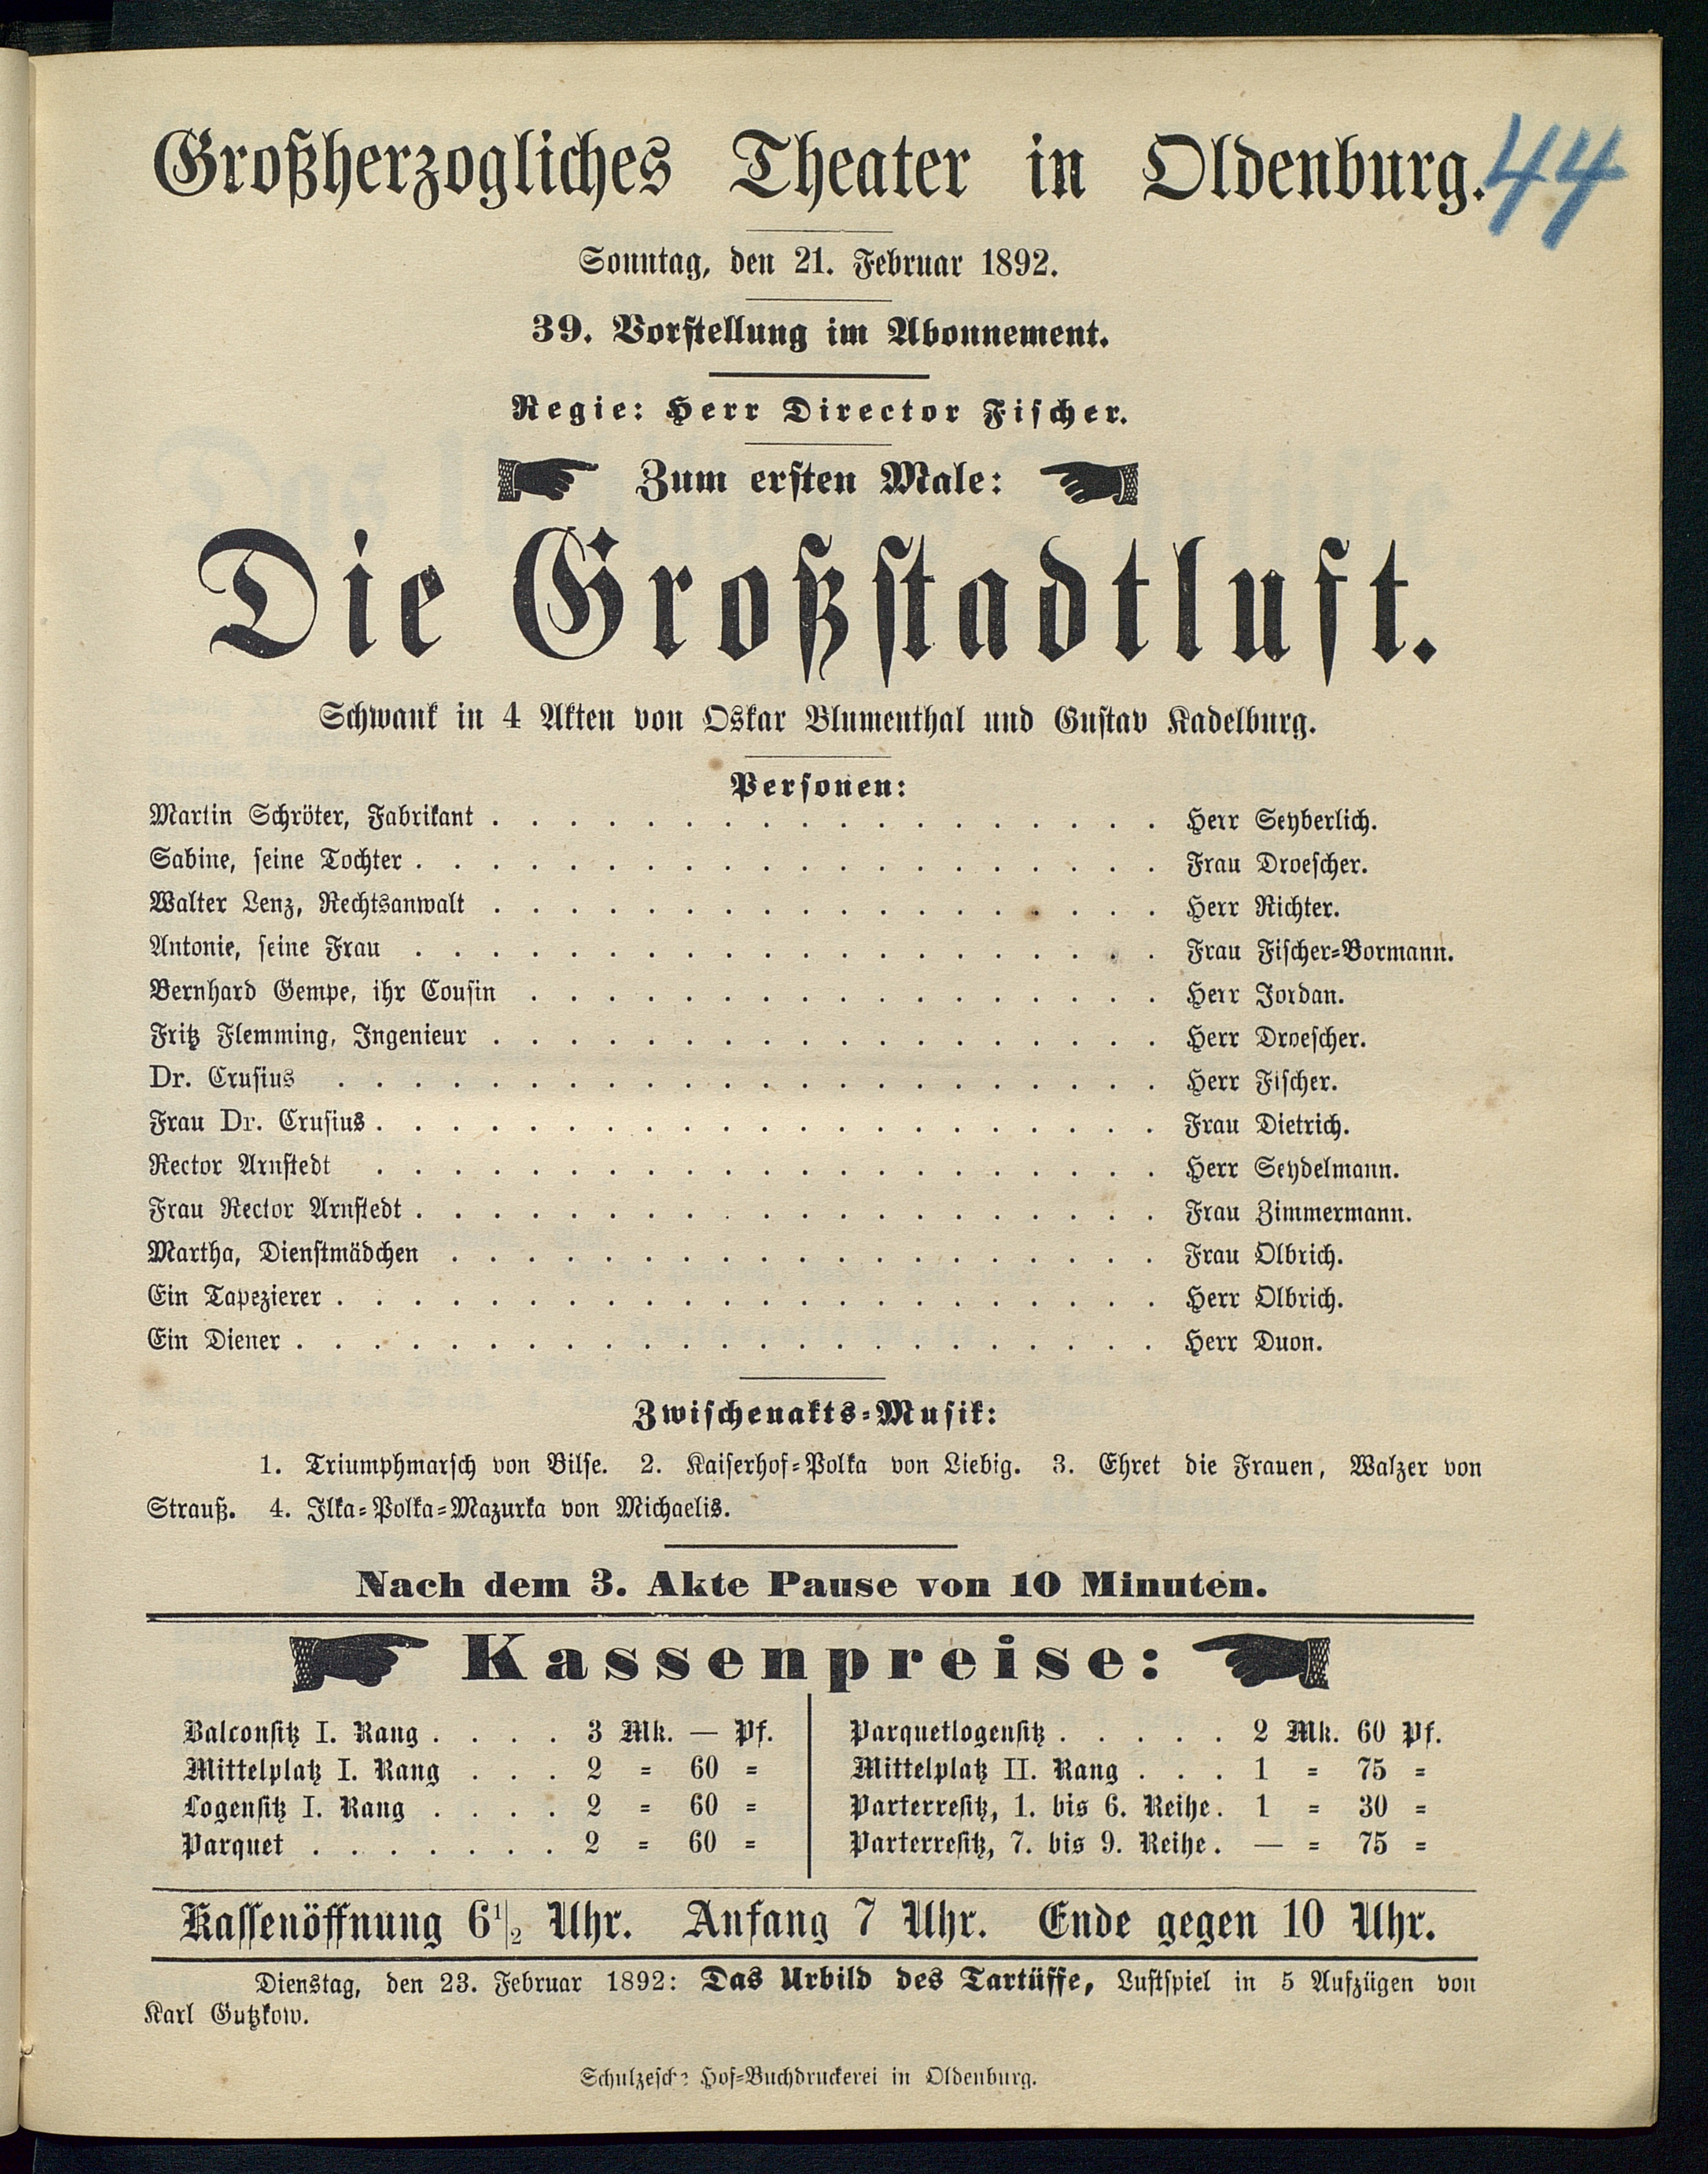 Großherzogliches Theater in Oldenburg.
44
Sonntag, den 21. Februar 1892.
39. Vorstellung im Abonnement.
Regie: Herr Director Fischer.
Zum ersten Male:
Die Großstadtluft.
Schwank in 4 Akten von Oskar Blumenthal und Gustav Kadelburg.
Personen:
Martin Schröter, Fabrikant . . . . . . . . . . . . . . . . . . Herr Seyberlich.
Sabine, seine Tochter . . . . . . . . . . . . . . . . . . . . Frau Droescher.
Walter Lenz, Rechtsanwalt . . . . . . . . . . . . . . . . . . Herr Richter.
Antonie, seine Frau . . . . . . . . . . . . . . . . . . . . Frau Fischer-Bormann.
Bernhard Gempe, ihr Cousin . . . . . . . . . . . . . . . . . Herr Jordan.
Fritz Flemming, Ingenieur . . . . . . . . . . . . . . . . . . Herr Droescher.
Dr. Crusius . . . . . . . . . . . . . . . . . . . . . . Herr Fischer.
Frau Dr. Crusius . . . . . . . . . . . . . . . . . . . . . Frau Dietrich.
Rector Arnstedt . . . . . . . . . . . . . . . . . . . . . Herr Seydelmann.
Frau Rector Arnstedt . . . . . . . . . . . . . . . . . . . . Frau Zimmermann.
Martha, Dienstmädchen . . . . . . . . . . . . . . . . . . . Frau Olbrich.
Ein Tapezierer . . . . . . . . . . . . . . . . . . . . . . Herr Olbrich.
Ein Diener . . . . . . . . . . . . . . . . . . . . . . . Herr Duon.
Zwischenakts-Musik:
1. Triumphmarsch von Bilse. 2. Kaiserhof-Polka von Liebig. 3. Ehret die Frauen, Walzer von
Strauß. 4. Ilka-Polka-Mazurka von Michaelis.
Nach dem 3. Akte Pause von 10 Minuten.
Kassenpreise:
Balconsitz I. Rang . . . . 3 Mk. — Pf.
Mittelplatz I. Rang . . . 2 = 60 =
Logensitz I. Rang . . . . 2 = 60 =
Parquet . . . . . . . 2 = 60 =
Parquetlogensitz . . . . . 2 Mk. 60 Pf.
Mittelplatz II. Rang . . . 1 = 75 =
Parterresitz, 1. bis 6. Reihe. 1 = 30 =
Parterresitz, 7. bis 9. Reihe. — = 75 =
Kassenöffnung 6 1/2 Uhr. Anfang 7 Uhr. Ende gegen 10 Uhr.
Dienstag, den 23. Februar 1892: Das Urbild des Tartüffe, Lustspiel in 5 Aufzügen von
Karl Gutzkow.
Schulzesche Hof-Buchdruckerei in Oldenburg.